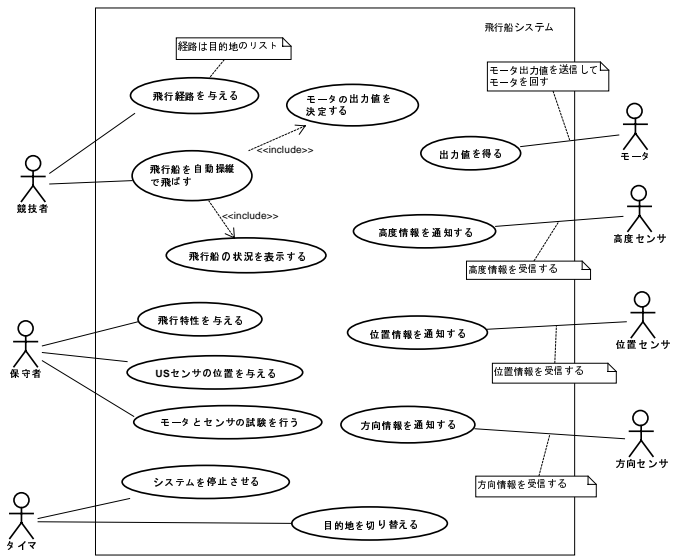 飛行船システム
経路は目的地のリスト
モータ出力値を送信して
モータを回す
飛行経路を与える
モータの出力値を
決定する
<<include>>
出力値を得る
モータ
飛行船を自動操縦
で飛ばす
競技者
<<include>>
高度情報を通知する
高度センサ
飛行船の状況を表示する
高度情報を受信する
飛行特性を与える
位置情報を通知する
位置センサ
保守者
USセンサの位置を与える
位置情報を受信する
モータとセンサの試験を行う
方向情報を通知する
方向センサ
システムを停止させる
方向情報を受信する
目的地を切り替える
タイマ